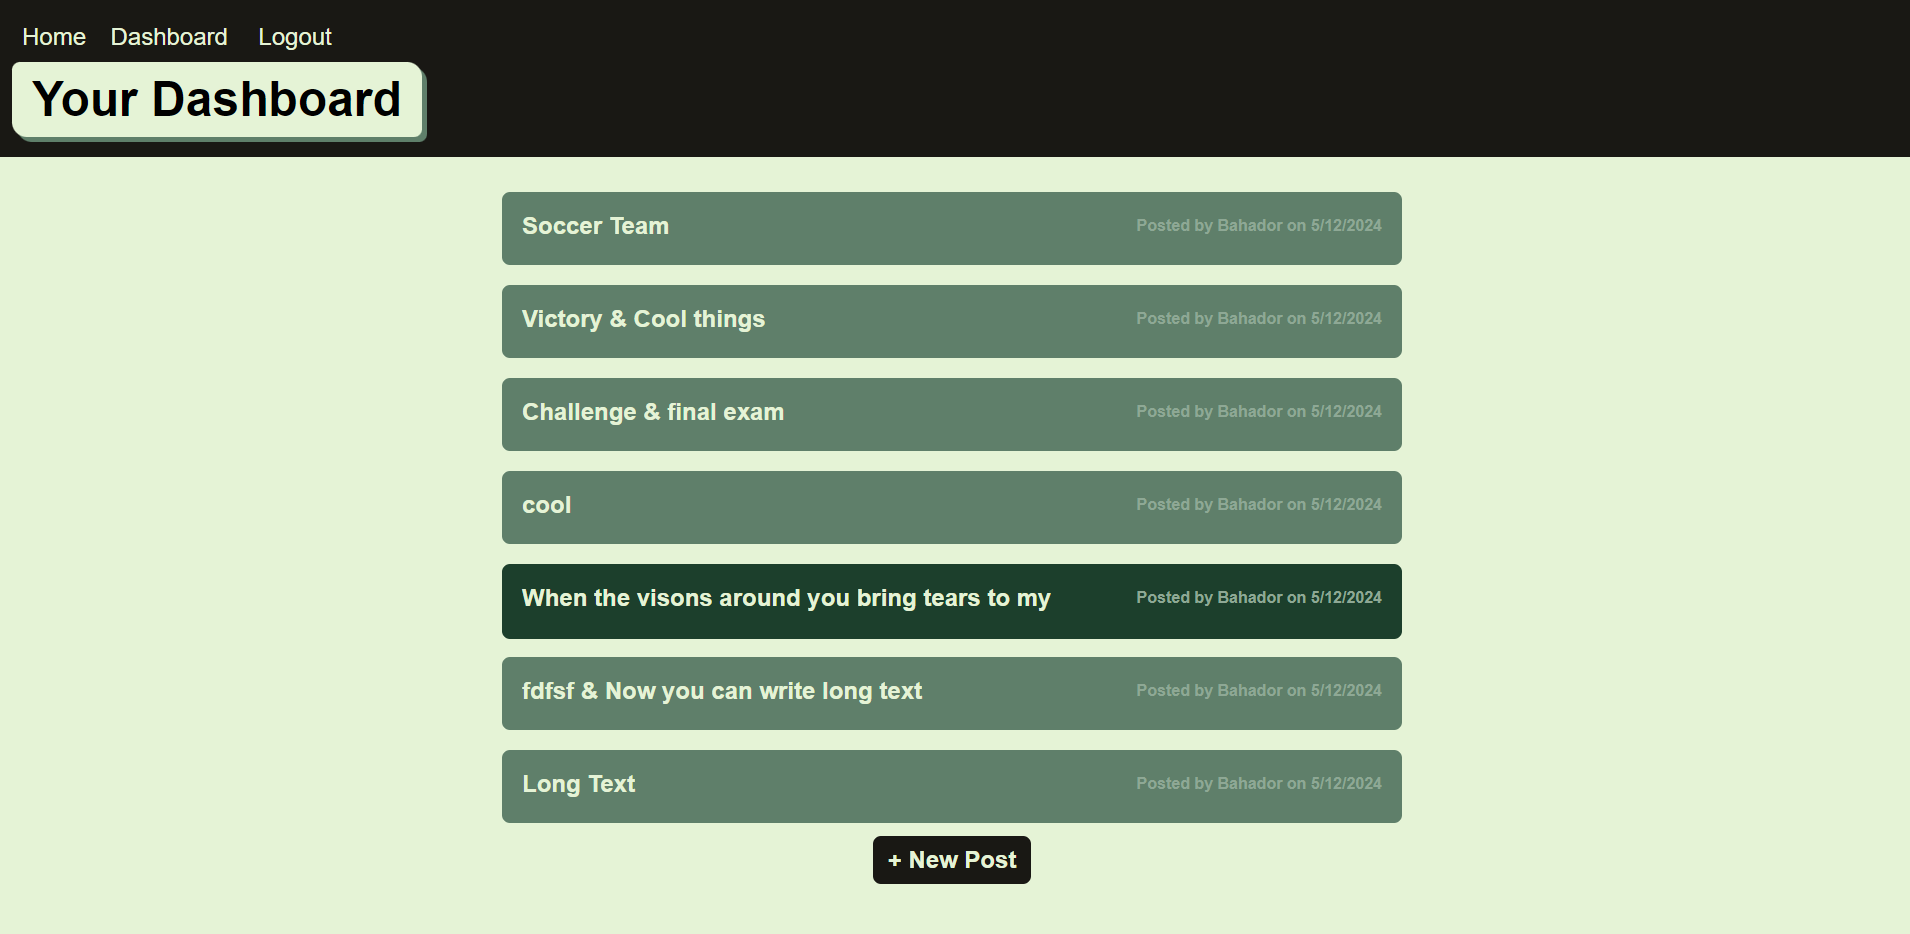 Home Dashboard Logout
Your Dashboard
Soccer Team Posted by Bahador on 5/12/2024
Victory & Cool things Posted by Bahador on 5/12/2024
Challenge & final exam Posted by Bahador on 5/12/2024
cool Posted by Bahador on 5/12/2024
When the visons around you bring tears to my Posted by Bahador on 5/12/2024
fdfsf & Now you can write long text Posted by Bahador on 5/12/2024
Long Text Posted by Bahador on 5/12/2024
+ New Post